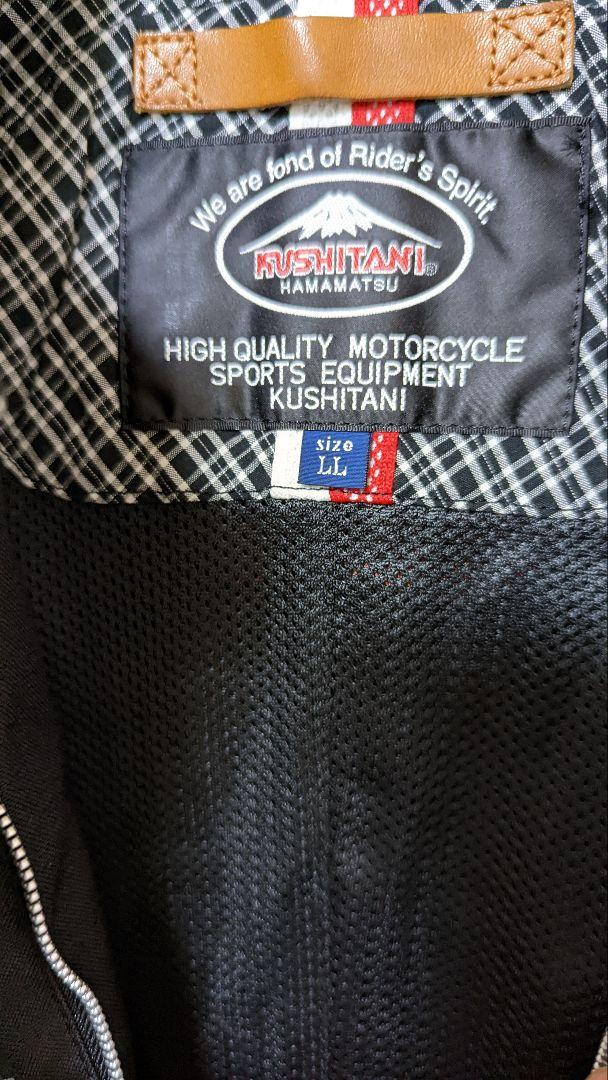 We are fond of Rider's Spirit.
KUSHITANI®
HAMAMATSU
HIGH QUALITY MOTORCYCLE
SPORTS EQUIPMENT
KUSHITANI
size
LL